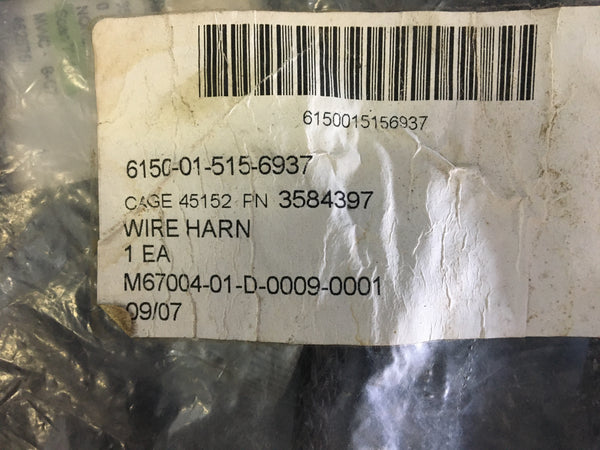 6150015156937
6150-01-515-6937
CAGE 45152 PN 3584397
WIRE HARN
1 EA
M67004-01-D-0009-0001
09/07